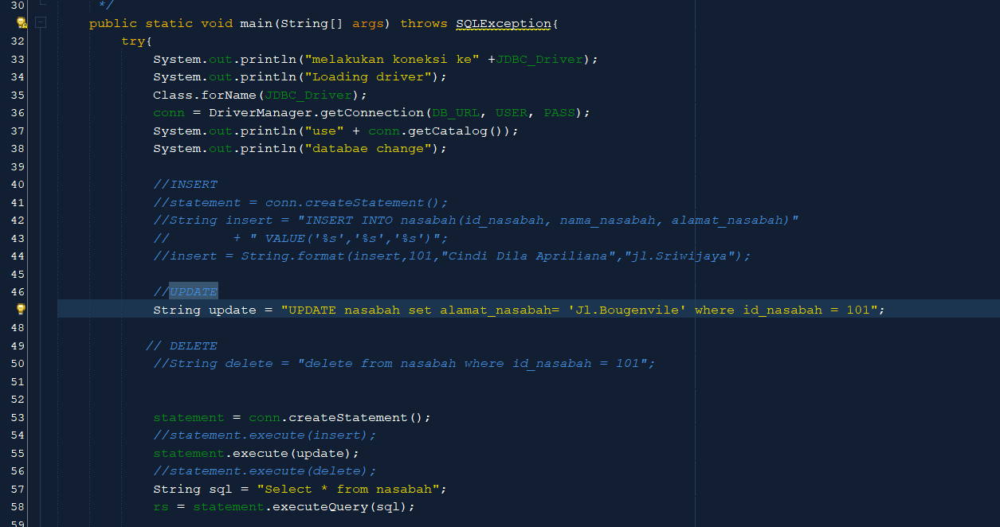 30 */
public static void main(String[] args) throws SQLException{
32 try{
33 System.out.println("melakukan koneksi ke" +JDBC_Driver);
34 System.out.println("Loading driver");
35 Class.forName(JDBC_Driver);
36 conn = DriverManager.getConnection(DB_URL, USER, PASS);
37 System.out.println("use" + conn.getCatalog());
38 System.out.println("databae change");
39
40 //INSERT
41 //statement = conn.createStatement();
42 //String insert = "INSERT INTO nasabah(id_nasabah, nama_nasabah, alamat_nasabah)"
43 // + " VALUE('%s','%s','%s')";
44 //insert = String.format(insert,101,"Cindi Dila Apriliana","jl.Sriwijaya");
45
46 //UPDATE
String update = "UPDATE nasabah set alamat_nasabah= 'Jl.Bougenvile' where id_nasabah = 101";
48
49 // DELETE
50 //String delete = "delete from nasabah where id_nasabah = 101";
51
52
53 statement = conn.createStatement();
54 //statement.execute(insert);
55 statement.execute(update);
56 //statement.execute(delete);
57 String sql = "Select * from nasabah";
58 rs = statement.executeQuery(sql);
59